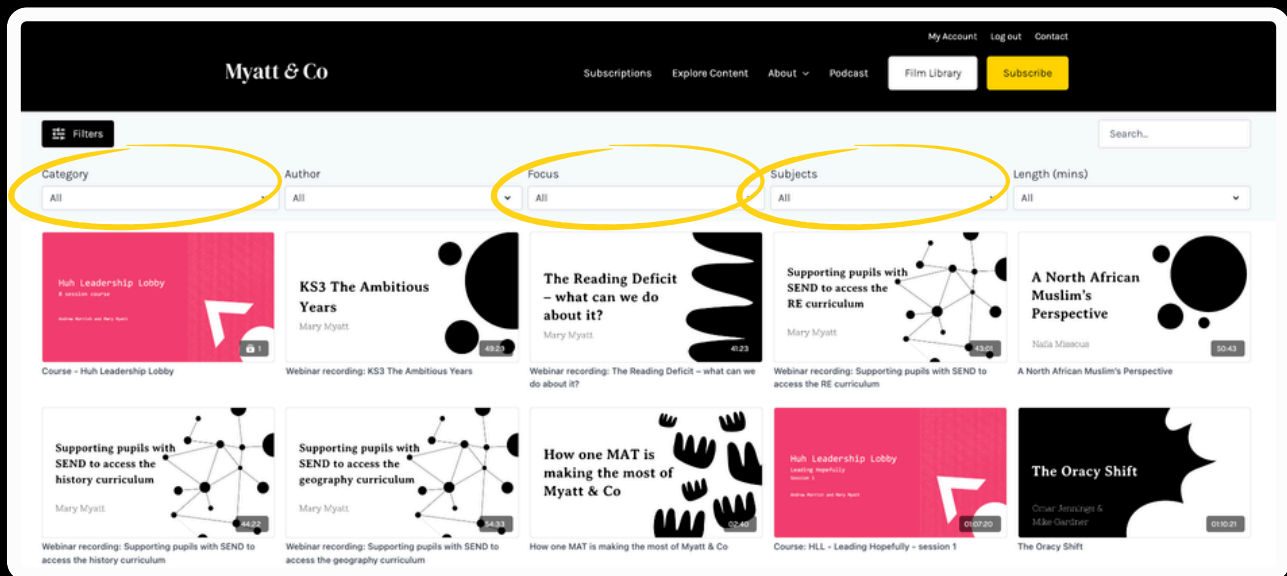 My Account Log out Contact
Myatt & Co
Subscriptions Explore Content About Podcast Film Library Subscribe
Filters
Search...
Category Author Focus Subjects Length (mins)
All All All All All
Huh Leadership Lobby
8 session course
Andrew Morrish and Mary Myatt
1
Course - Huh Leadership Lobby
KS3 The Ambitious
Years
Mary Myatt
49:29
Webinar recording: KS3 The Ambitious Years
The Reading Deficit
– what can we do
about it?
Mary Myatt
41:23
Webinar recording: The Reading Deficit – what can we
do about it?
Supporting pupils with
SEND to access the
RE curriculum
Mary Myatt
43:01
Webinar recording: Supporting pupils with SEND to
access the RE curriculum
A North African
Muslim's
Perspective
Naila Missous
50:43
A North African Muslim's Perspective
Supporting pupils with
SEND to access the
history curriculum
Mary Myatt
44:22
Webinar recording: Supporting pupils with SEND to
access the history curriculum
Supporting pupils with
SEND to access the
geography curriculum
Mary Myatt
54:33
Webinar recording: Supporting pupils with SEND to
access the geography curriculum
How one MAT is
making the most of
Myatt & Co
02:40
How one MAT is making the most of Myatt & Co
Huh Leadership Lobby
Leading Hopefully
Session 1
Andrew Morrish and Mary Myatt
01:07:20
Course: HLL - Leading Hopefully - session 1
The Oracy Shift
Omar Jennings &
Mike Gardner
01:10:21
The Oracy Shift